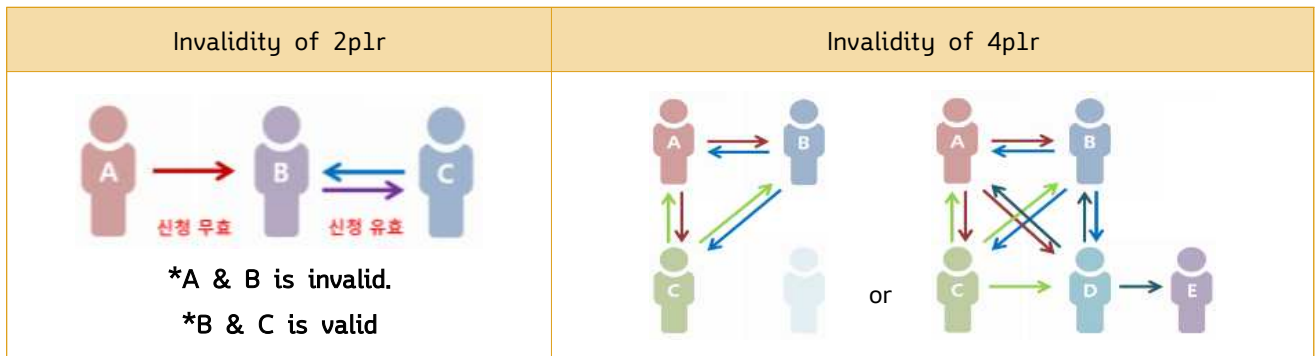 Invalidity of 2plr
Invalidity of 4plr
A
B
C
신청 무효
신청 유효
*A & B is invalid.
*B & C is valid
A
B
C
or
A
B
C
D
E